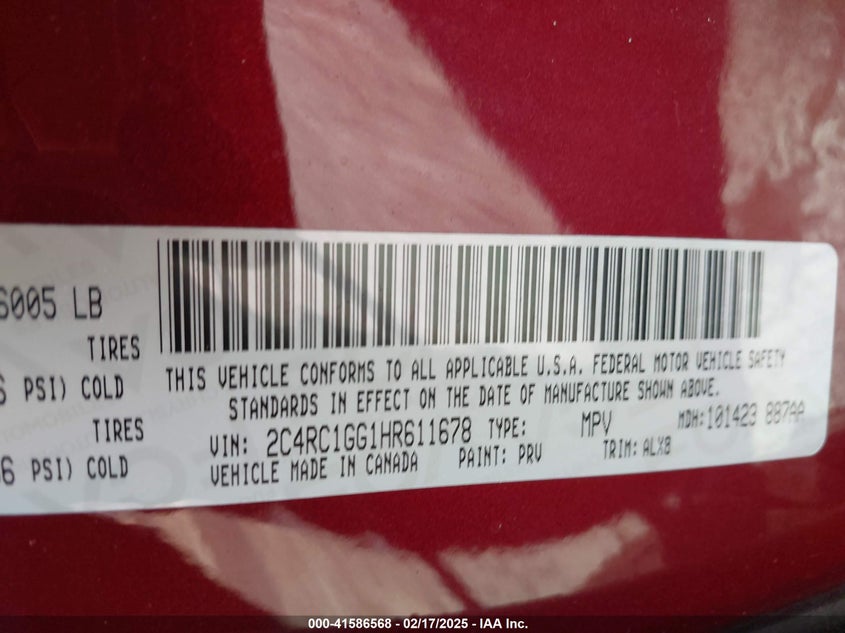 6005 LB
TIRES
PSI) COLD
TIRES
6 PSI) COLD
THIS VEHICLE CONFORMS TO ALL APPLICABLE U.S.A. FEDERAL MOTOR VEHICLE SAFETY
STANDARDS IN EFFECT ON THE DATE OF MANUFACTURE SHOWN ABOVE.
VIN: 2C4RC1GG1HR611678 TYPE: MPV MDH:101423 887AA
VEHICLE MADE IN CANADA PAINT: PRV TRIM: ALX8
000-41586568 - 02/17/2025 - IAA Inc.